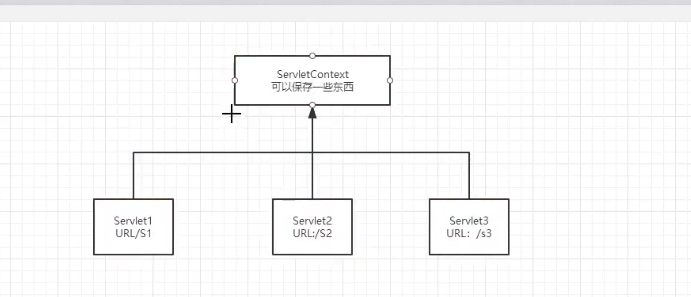 ServletContext
可以保存一些东西
Servlet1
URL/S1
Servlet2
URL:/S2
Servlet3
URL：/s3